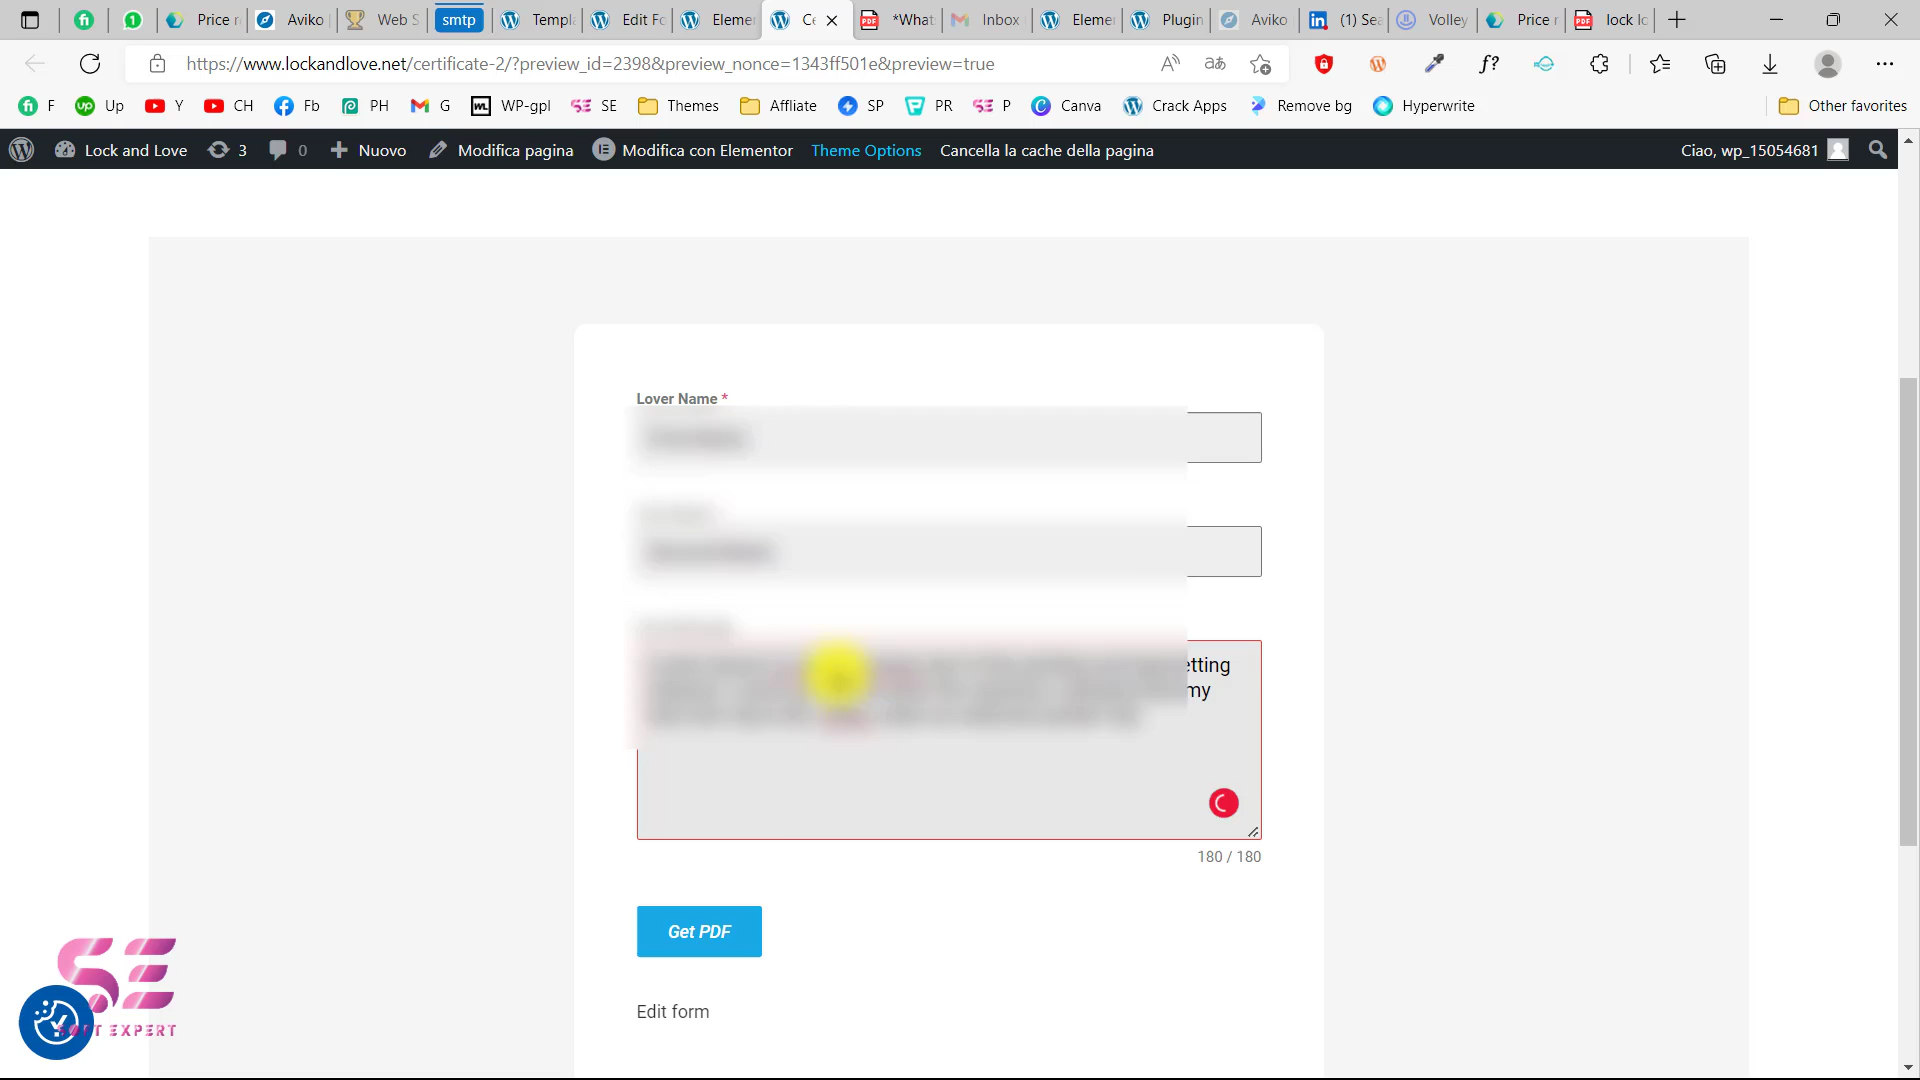 Price r
Aviko
Web S
smtp
Templ
Edit Fo
Elemen
Ce
*What
Inbox
Elemen
Plugin
Aviko
(1) Sea
Volley
Price r
lock lo
https://www.lockandlove.net/certificate-2/?preview_id=2398&preview_nonce=1343ff501e&preview=true
F
Up
Y
CH
Fb
PH
G
WP-gpl
SE
Themes
Affliate
SP
PR
P
Canva
Crack Apps
Remove bg
Hyperwrite
Other favorites
Lock and Love
3
0
Nuovo
Modifica pagina
Modifica con Elementor
Theme Options
Cancella la cache della pagina
Ciao, wp_15054681
Lover Name *
etting
my
180 / 180
Get PDF
Edit form
SE
SOFT EXPERT